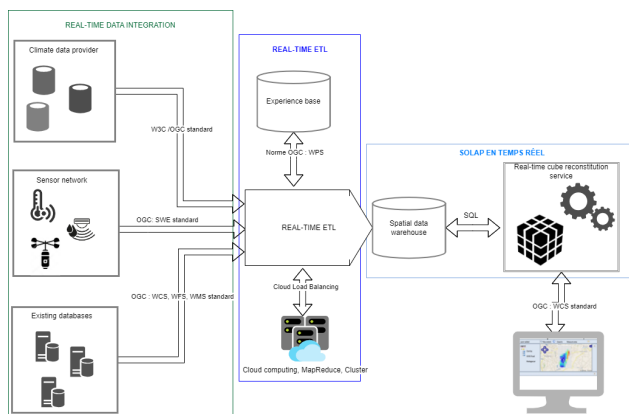 REAL-TIME DATA INTEGRATION
Climate data provider
W3C /OGC standard
Sensor network
OGC: SWE standard
OGC : WCS, WFS, WMS standard
Existing databases
REAL-TIME ETL
Experience base
Norme OGC : WPS
REAL-TIME ETL
Cloud Load Balancing
Cloud computing, MapReduce, Cluster
SOLAP EN TEMPS RÉEL
Spatial data
warehouse
SQL
Real-time cube reconstitution
service
OGC : WCS standard